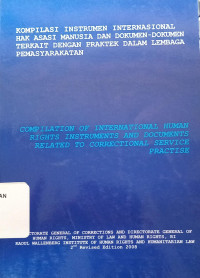 KOMPILASI INSTRUMEN INTERNASIONAL
HAK ASASI MANUSIA DAN DOKUMEN-DOKUMEN
TERKAIT DENGAN PRAKTEK DALAM LEMBAGA
PEMASYARAKATAN
COMPILATION OF INTERNATIONAL HUMAN
RIGHTS INSTRUMENTS AND DOCUMENTS
RELATED TO CORRECTIONAL SERVICE
PRACTISE
AN
CTORATE GENERAL OF CORRECTIONS AND DIRECTORATE GENERAL OF
HUMAN RIGHTS, MINISTRY OF LAW AND HUMAN RIGHTS, RI
RAOUL WALLENBERG INSTITUTE OF HUMAN RIGHTS AND HUMANITARIAN LAW
2nd Revised Edition 2008